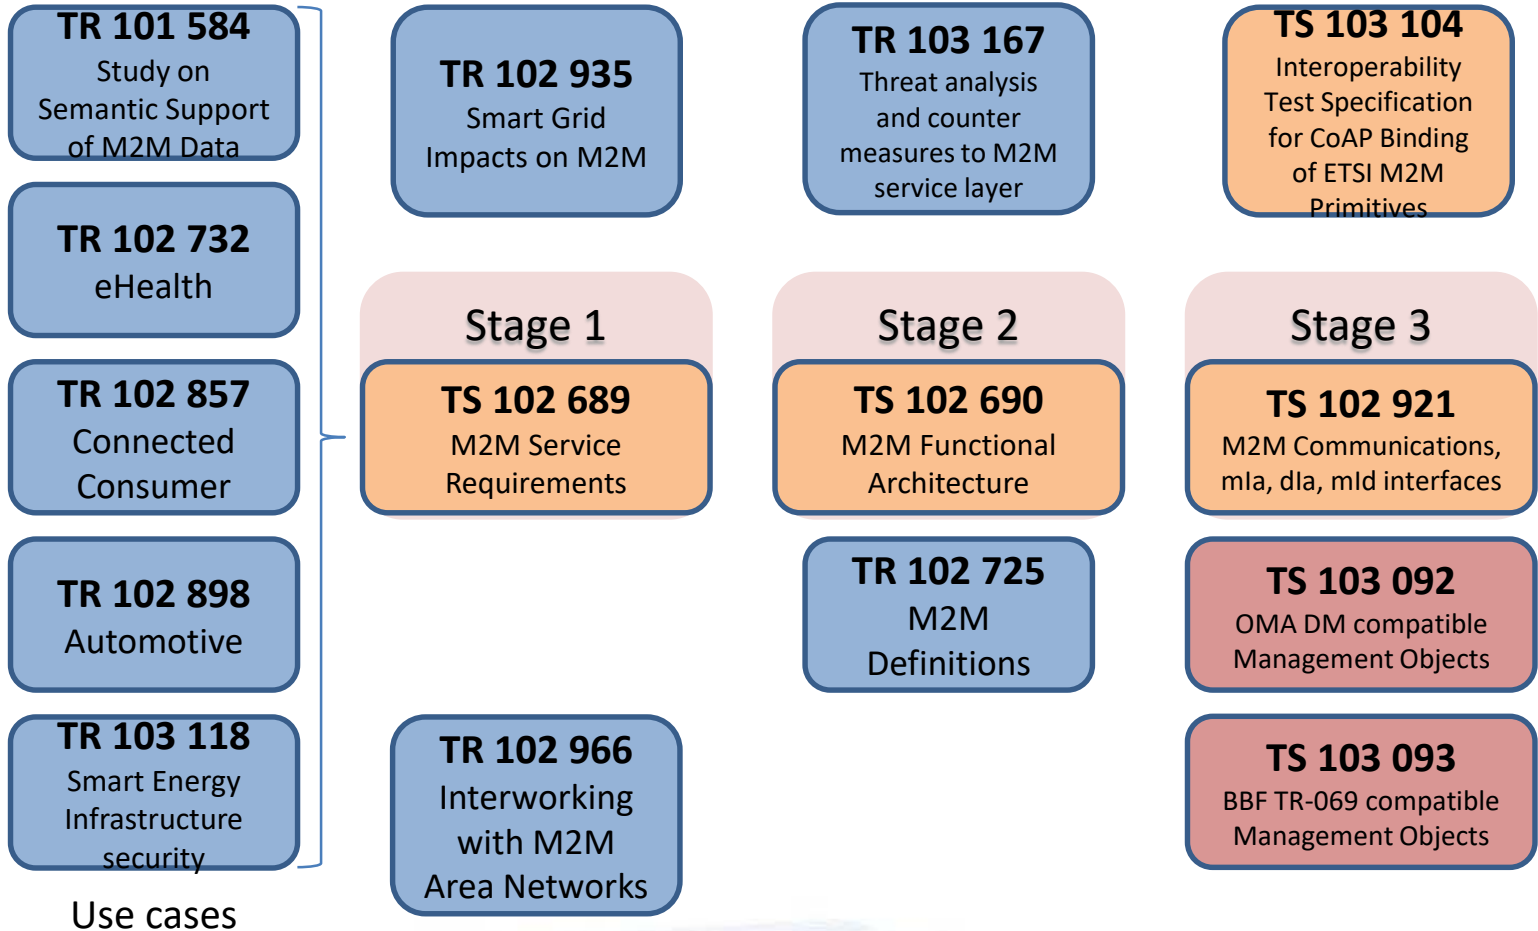 TR 101 584
Study on
Semantic Support
of M2M Data
TR 102 732
eHealth
TR 102 857
Connected
Consumer
TR 102 898
Automotive
TR 103 118
Smart Energy
Infrastructure
security
Use cases
TR 102 935
Smart Grid
Impacts on M2M
Stage 1
TS 102 689
M2M Service
Requirements
TR 102 966
Interworking
with M2M
Area Networks
TR 103 167
Threat analysis
and counter
measures to M2M
service layer
Stage 2
TS 102 690
M2M Functional
Architecture
TR 102 725
M2M
Definitions
TS 103 104
Interoperability
Test Specification
for CoAP Binding
of ETSI M2M
Primitives
Stage 3
TS 102 921
M2M Communications,
mIa, dIa, mId interfaces
TS 103 092
OMA DM compatible
Management Objects
TS 103 093
BBF TR-069 compatible
Management Objects